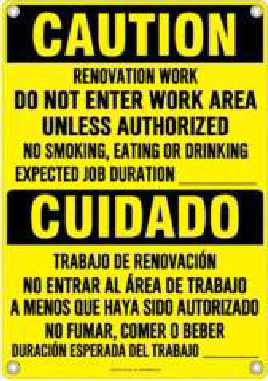 CAUTION
RENOVATION WORK
DO NOT ENTER WORK AREA
UNLESS AUTHORIZED
NO SMOKING, EATING OR DRINKING
EXPECTED JOB DURATION ________
CUIDADO
TRABAJO DE RENOVACIÓN
NO ENTRAR AL ÁREA DE TRABAJO
A MENOS QUE HAYA SIDO AUTORIZADO
NO FUMAR, COMER O BEBER
DURACIÓN ESPERADA DEL TRABAJO ______